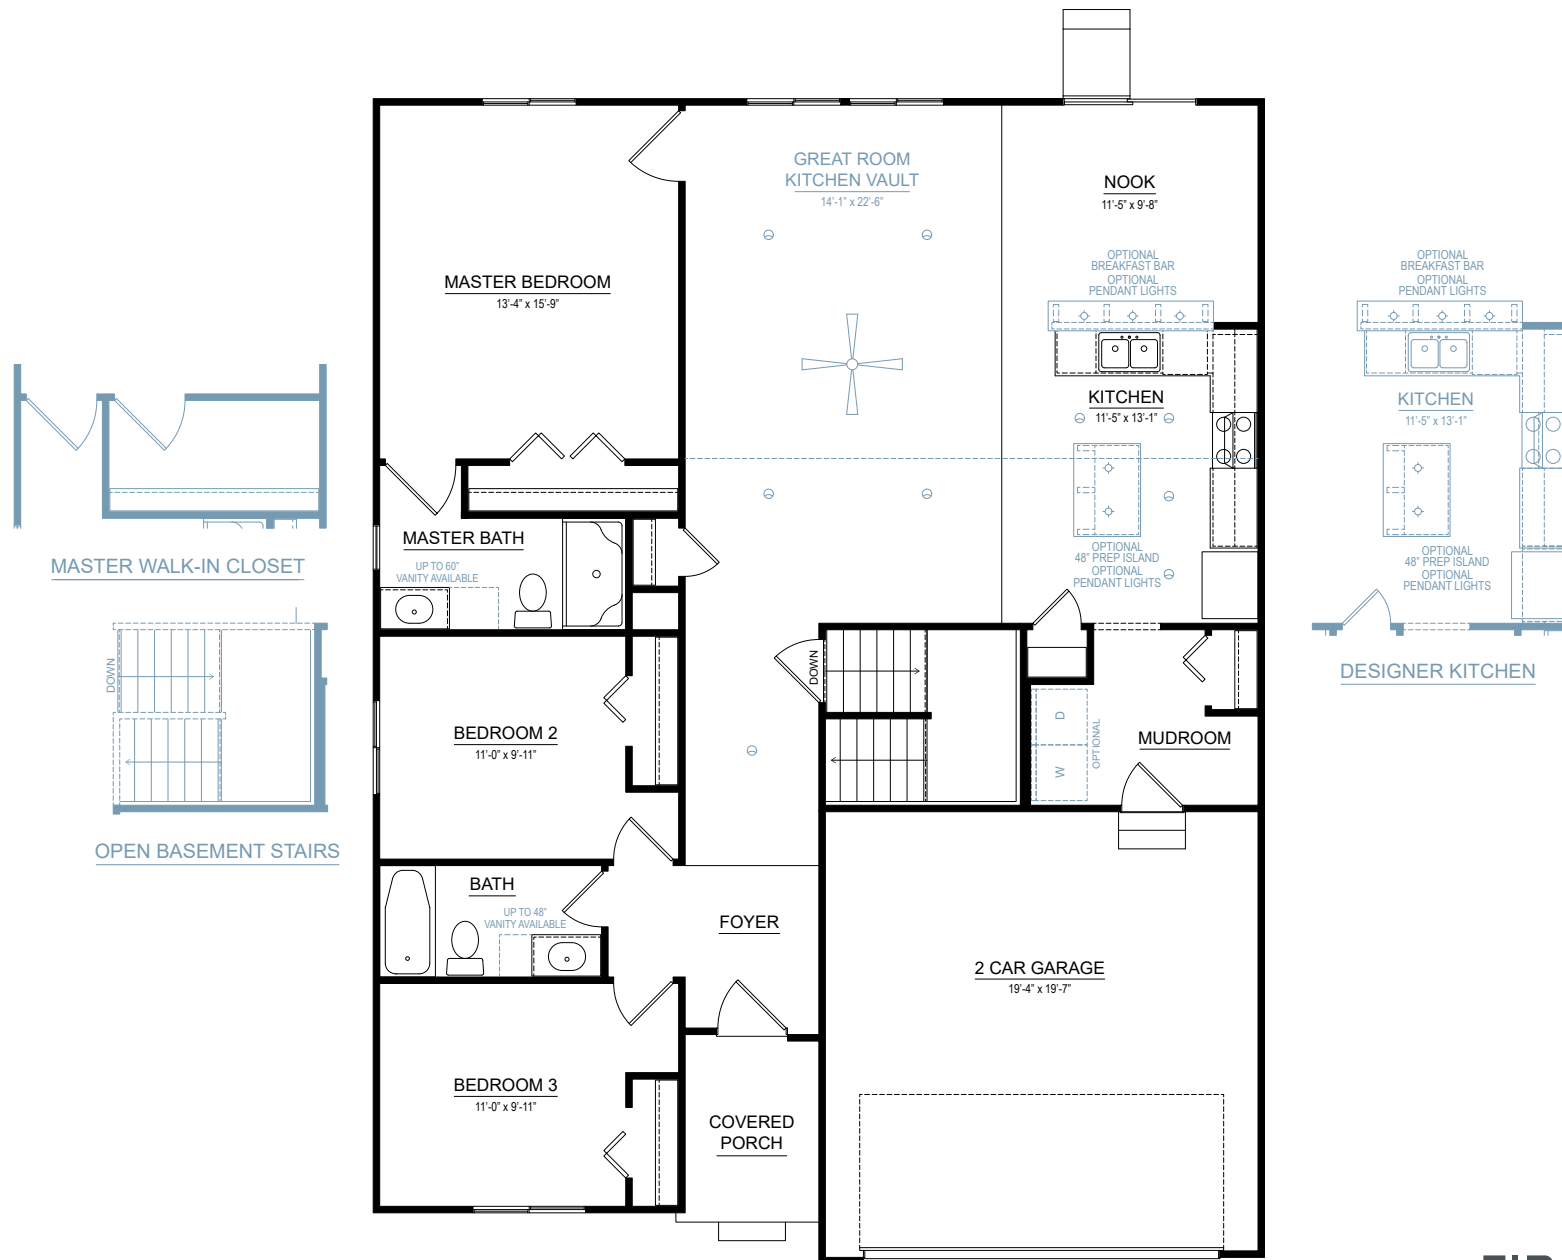 GREAT ROOM
KITCHEN VAULT
14'-1" x 22'-6"
NOOK
11'-5" x 9'-8"
OPTIONAL
BREAKFAST BAR
OPTIONAL
PENDANT LIGHTS
MASTER BEDROOM
13'-4" x 15'-9"
KITCHEN
11'-5" x 13'-1"
OPTIONAL
48" PREP ISLAND
OPTIONAL
PENDANT LIGHTS
OPTIONAL
BREAKFAST BAR
OPTIONAL
PENDANT LIGHTS
KITCHEN
11'-5" x 13'-1"
OPTIONAL
48" PREP ISLAND
OPTIONAL
PENDANT LIGHTS
DESIGNER KITCHEN
MASTER WALK-IN CLOSET
MASTER BATH
UP TO 60"
VANITY AVAILABLE
DOWN
OPEN BASEMENT STAIRS
BEDROOM 2
11'-0" x 9'-11"
DOWN
D
W
OPTIONAL
MUDROOM
BATH
UP TO 48"
VANITY AVAILABLE
FOYER
2 CAR GARAGE
19'-4" x 19'-7"
BEDROOM 3
11'-0" x 9'-11"
COVERED
PORCH